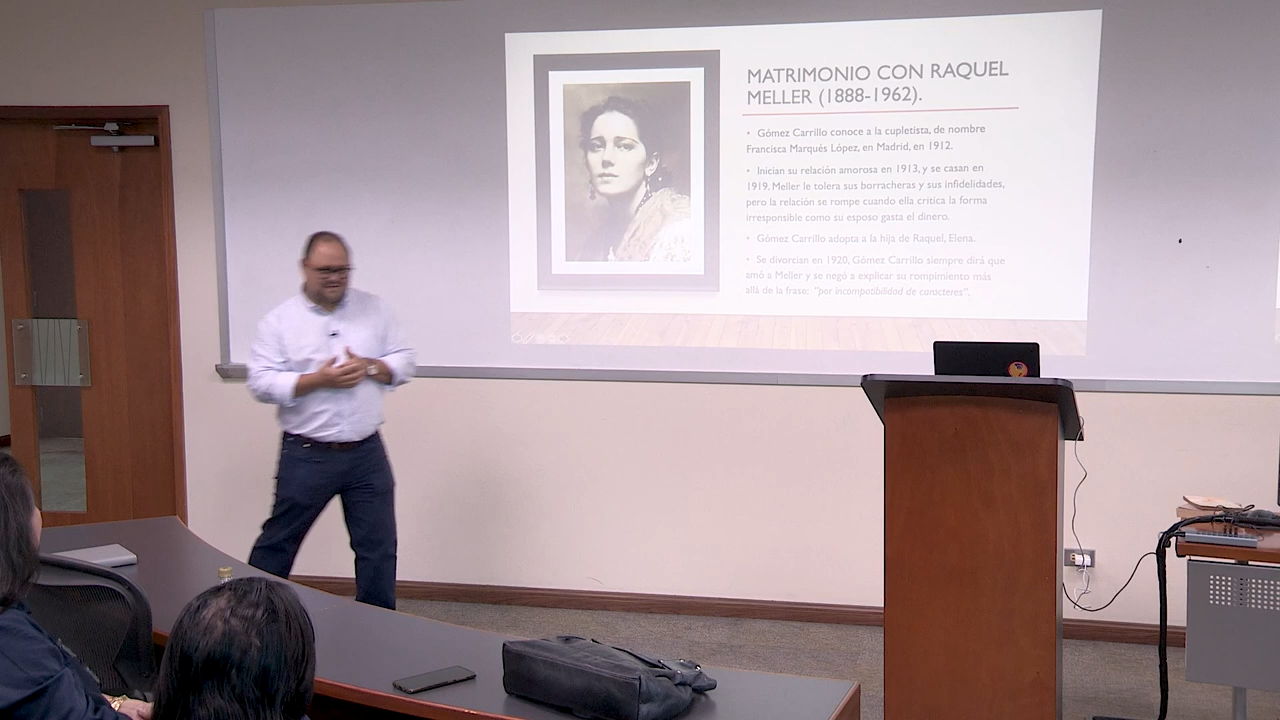 MATRIMONIO CON RAQUEL
MELLER (1888-1962).
• Gómez Carrillo conoce a la cupletista, de nombre
Francisca Marqués López, en Madrid, en 1912.
• Inician su relación amorosa en 1913, y se casan en
1919. Meller le tolera sus borracheras y sus infidelidades,
pero la relación se rompe cuando ella critica la forma
irresponsible como su esposo gasta el dinero.
• Gómez Carrillo adopta a la hija de Raquel, Elena.
• Se divorcian en 1920, Gómez Carrillo siempre dirá que
amó a Meller y se negó a explicar su rompimiento más
allá de la frase: "por incompatibilidad de caracteres".